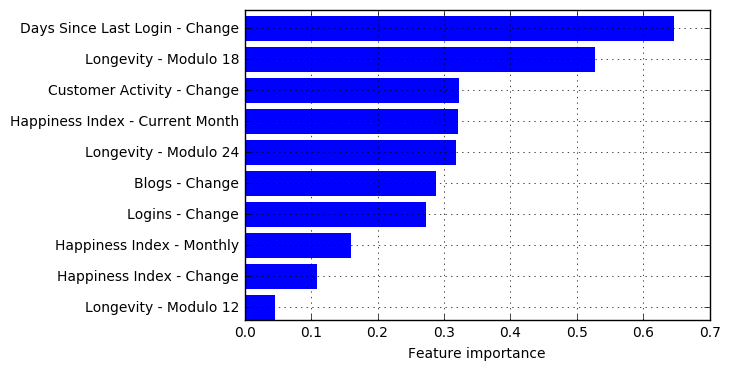 Days Since Last Login - Change
Longevity - Modulo 18
Customer Activity - Change
Happiness Index - Current Month
Longevity - Modulo 24
Blogs - Change
Logins - Change
Happiness Index - Monthly
Happiness Index - Change
Longevity - Modulo 12
0.0 0.1 0.2 0.3 0.4 0.5 0.6 0.7
Feature importance